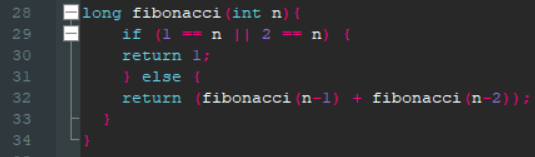 28 long fibonacci(int n){
29 if (1 == n || 2 == n) {
30 return 1;
31 } else {
32 return (fibonacci(n-1) + fibonacci(n-2));
33 }
34 }